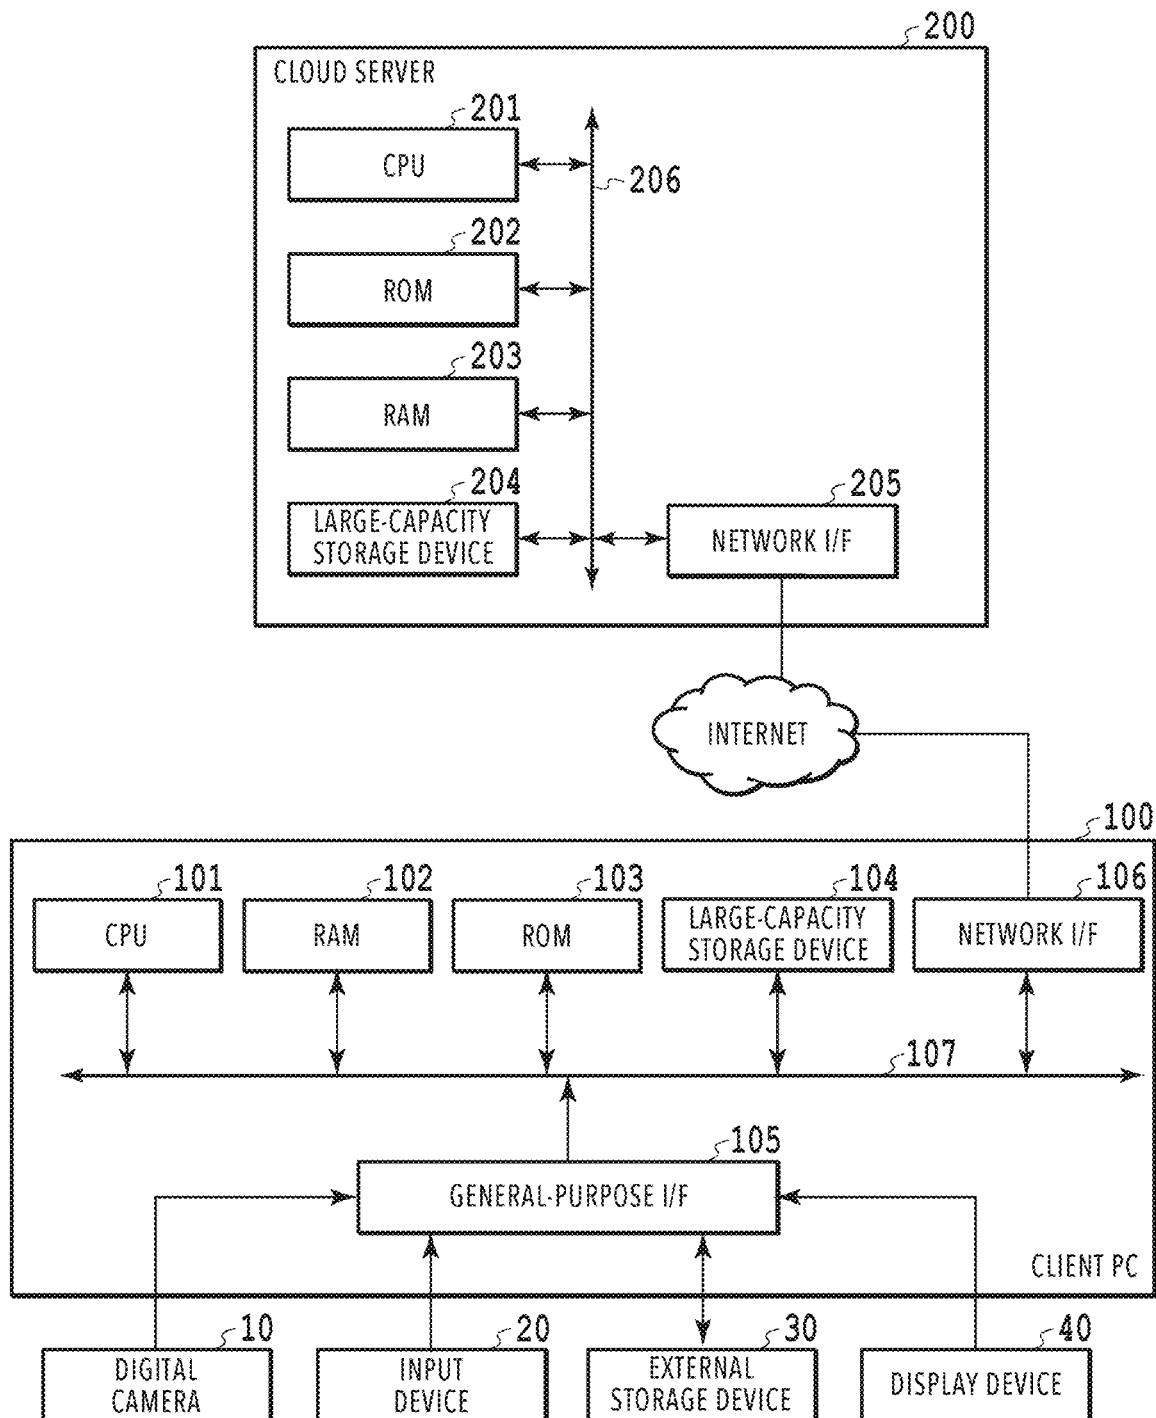 200
CLOUD SERVER
201
CPU
206
202
ROM
203
RAM
204
LARGE-CAPACITY
STORAGE DEVICE
205
NETWORK I/F
INTERNET
100
101
CPU
102
RAM
103
ROM
104
LARGE-CAPACITY
STORAGE DEVICE
106
NETWORK I/F
107
105
GENERAL-PURPOSE I/F
CLIENT PC
10
DIGITAL
CAMERA
20
INPUT
DEVICE
30
EXTERNAL
STORAGE DEVICE
40
DISPLAY DEVICE